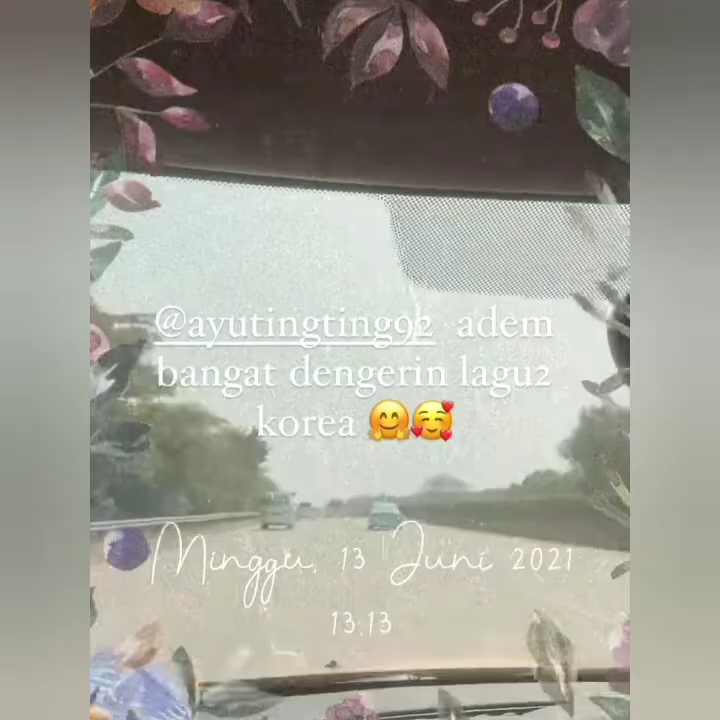 @ayutingting92 adem
bangat dengerin lagu2
korea 🤗🥰
Minggu, 13 Juni 2021
13.13